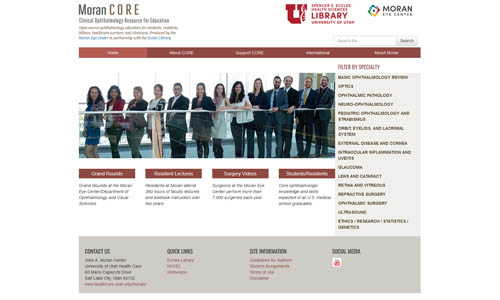 Moran CORE
Clinical Ophthalmology Resource for Education
Open source ophthalmology education for students, residents,
fellows, healthcare workers, and clinicians. Produced by the
Moran Eye Center in partnership with the Eccles Library
SPENCER S. ECCLES
HEALTH SCIENCES
LIBRARY
UNIVERSITY OF UTAH
MORAN
EYE CENTER
Search for:
Search
Home
About CORE
Support CORE
International
About Moran
FILTER BY SPECIALTY
BASIC OPHTHALMOLOGY REVIEW
OPTICS
OPHTHALMIC PATHOLOGY
NEURO-OPHTHALMOLOGY
PEDIATRIC OPHTHALMOLOGY AND
STRABISMUS
ORBIT, EYELIDS, AND LACRIMAL
SYSTEM
EXTERNAL DISEASE AND CORNEA
INTRAOCULAR INFLAMMATION AND
UVEITIS
GLAUCOMA
LENS AND CATARACT
RETINA AND VITREOUS
REFRACTIVE SURGERY
OPHTHALMIC SURGERY
ULTRASOUND
ETHICS / RESEARCH / STATISTICS /
GENETICS
Grand Rounds
Grand Rounds at the Moran
Eye Center/Department of
Ophthalmology and Visual
Sciences
Resident Lectures
Residents at Moran attend
360 hours of faculty lectures
and textbook instruction over
two years.
Surgery Videos
Surgeons at the Moran Eye
Center perform more than
7,000 surgeries each year.
Students/Residents
Core ophthalmologic
knowledge and skills
expected of all U.S. medical
school graduates
CONTACT US
John A. Moran Center
University of Utah Health Care
65 Mario Capecchi Drive
Salt Lake City, Utah 84132
www.healthcare.utah.edu/moran/
QUICK LINKS
Eccles Library
NOVEL
Webvision
SITE INFORMATION
Guidelines for Authors
Student Assignments
Terms of Use
Disclaimer
SOCIAL MEDIA